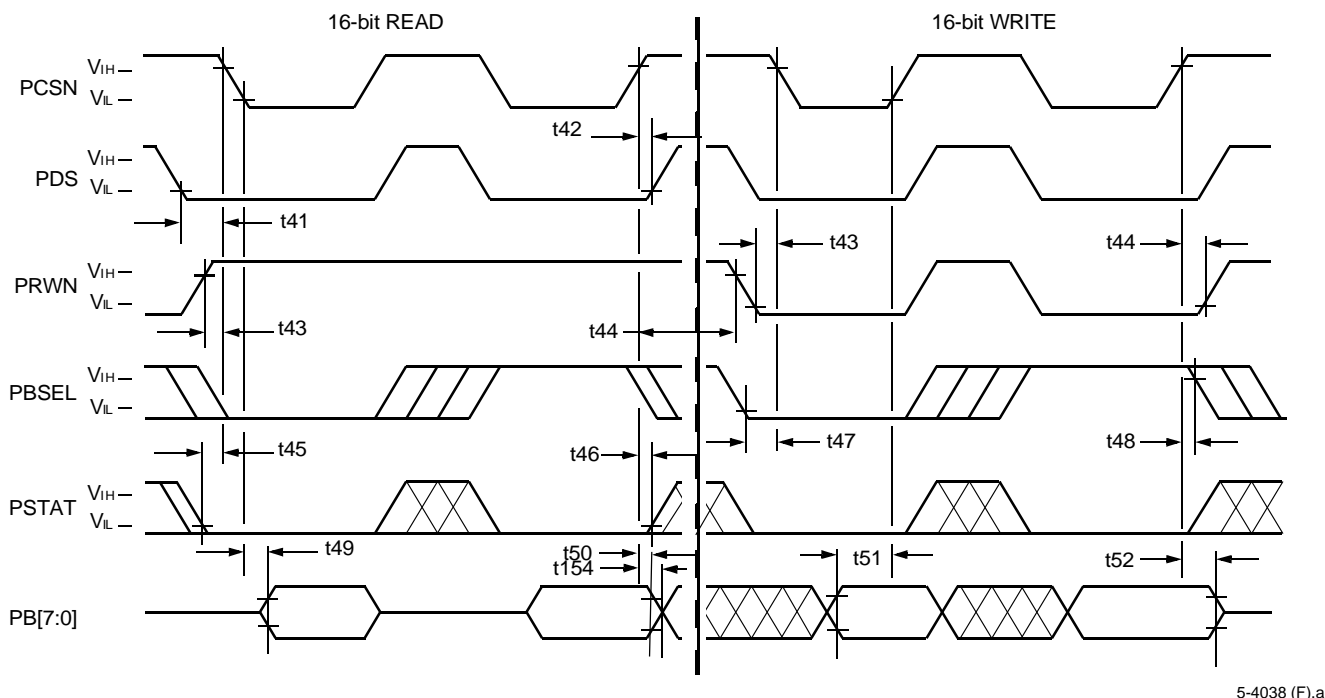 16-bit READ
16-bit WRITE
PCSN
VIH
VIL
t42
PDS
VIH
VIL
t41
t43
t44
PRWN
VIH
VIL
t43
t44
PBSEL
VIH
VIL
t45
t46
t47
t48
PSTAT
VIH
VIL
t49
t50
t154
t51
t52
PB[7:0]
5-4038 (F).a